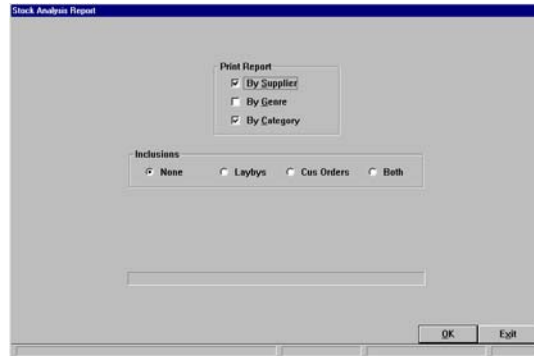 Stock Analysis Report
Print Report
By Supplier
By Genre
By Category
Inclusions
None Laybys Cus Orders Both
OK Exit